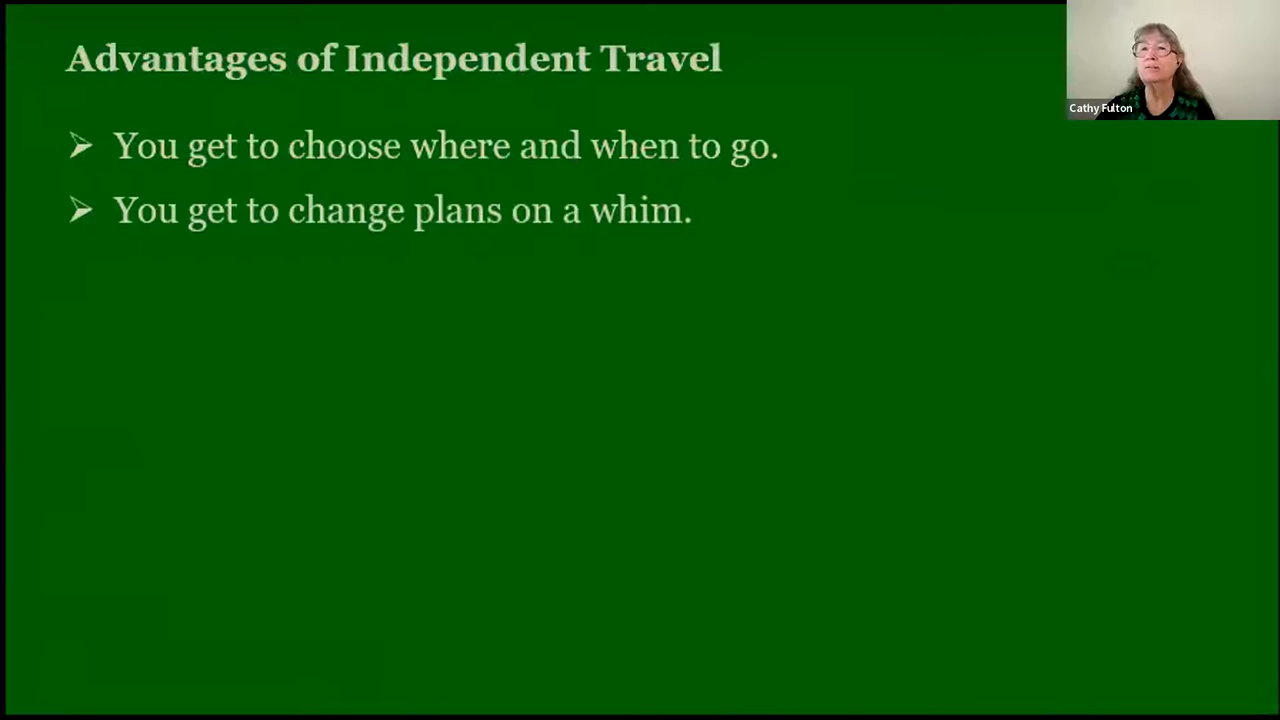 Advantages of Independent Travel
➢ You get to choose where and when to go.
➢ You get to change plans on a whim.
Cathy Fulton